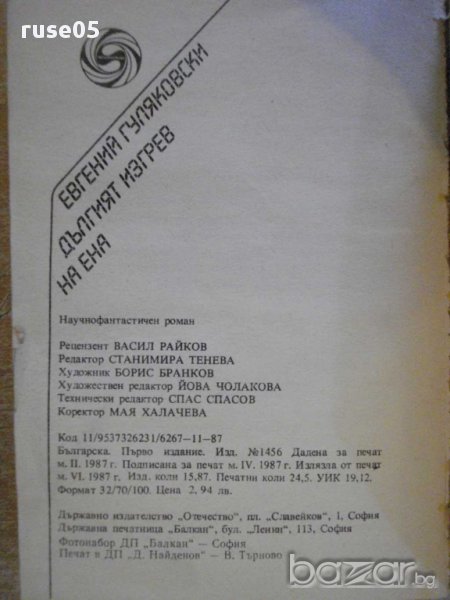 ruse05
ЕВГЕНИЙ ГУЛЯКОВСКИ
ДЪЛГИЯТ ИЗГРЕВ
НА ЕНА
Научнофантастичен роман
Рецензент ВАСИЛ РАЙКОВ
Редактор СТАНИМИРА ТЕНЕВА
Художник БОРИС БРАНКОВ
Художествен редактор ЙОВА ЧОЛАКОВА
Технически редактор СПАС СПАСОВ
Коректор МАЯ ХАЛАЧЕВА
Код 11/9537326231/6267—11—87
Българска. Първо издание. Изд. №1456 Дадена за печат
м. II. 1987 г. Подписана за печат м. IV. 1987 г. Излязла от печат
м. VI. 1987 г. Изд. коли 15,87. Печатни коли 24,5. УИК 19,12.
Формат 32/70/100. Цена 2, 94 лв.
Държавно издателство „Отечество“, пл. „Славейков“, 1, София
Държавна печатница „Балкан“, бул. „Ленин“, 113, София
Фотонабор ДП „Балкан“ — София
Печат в ДП „Д. Найденов“ — В. Търново
bazar.бг